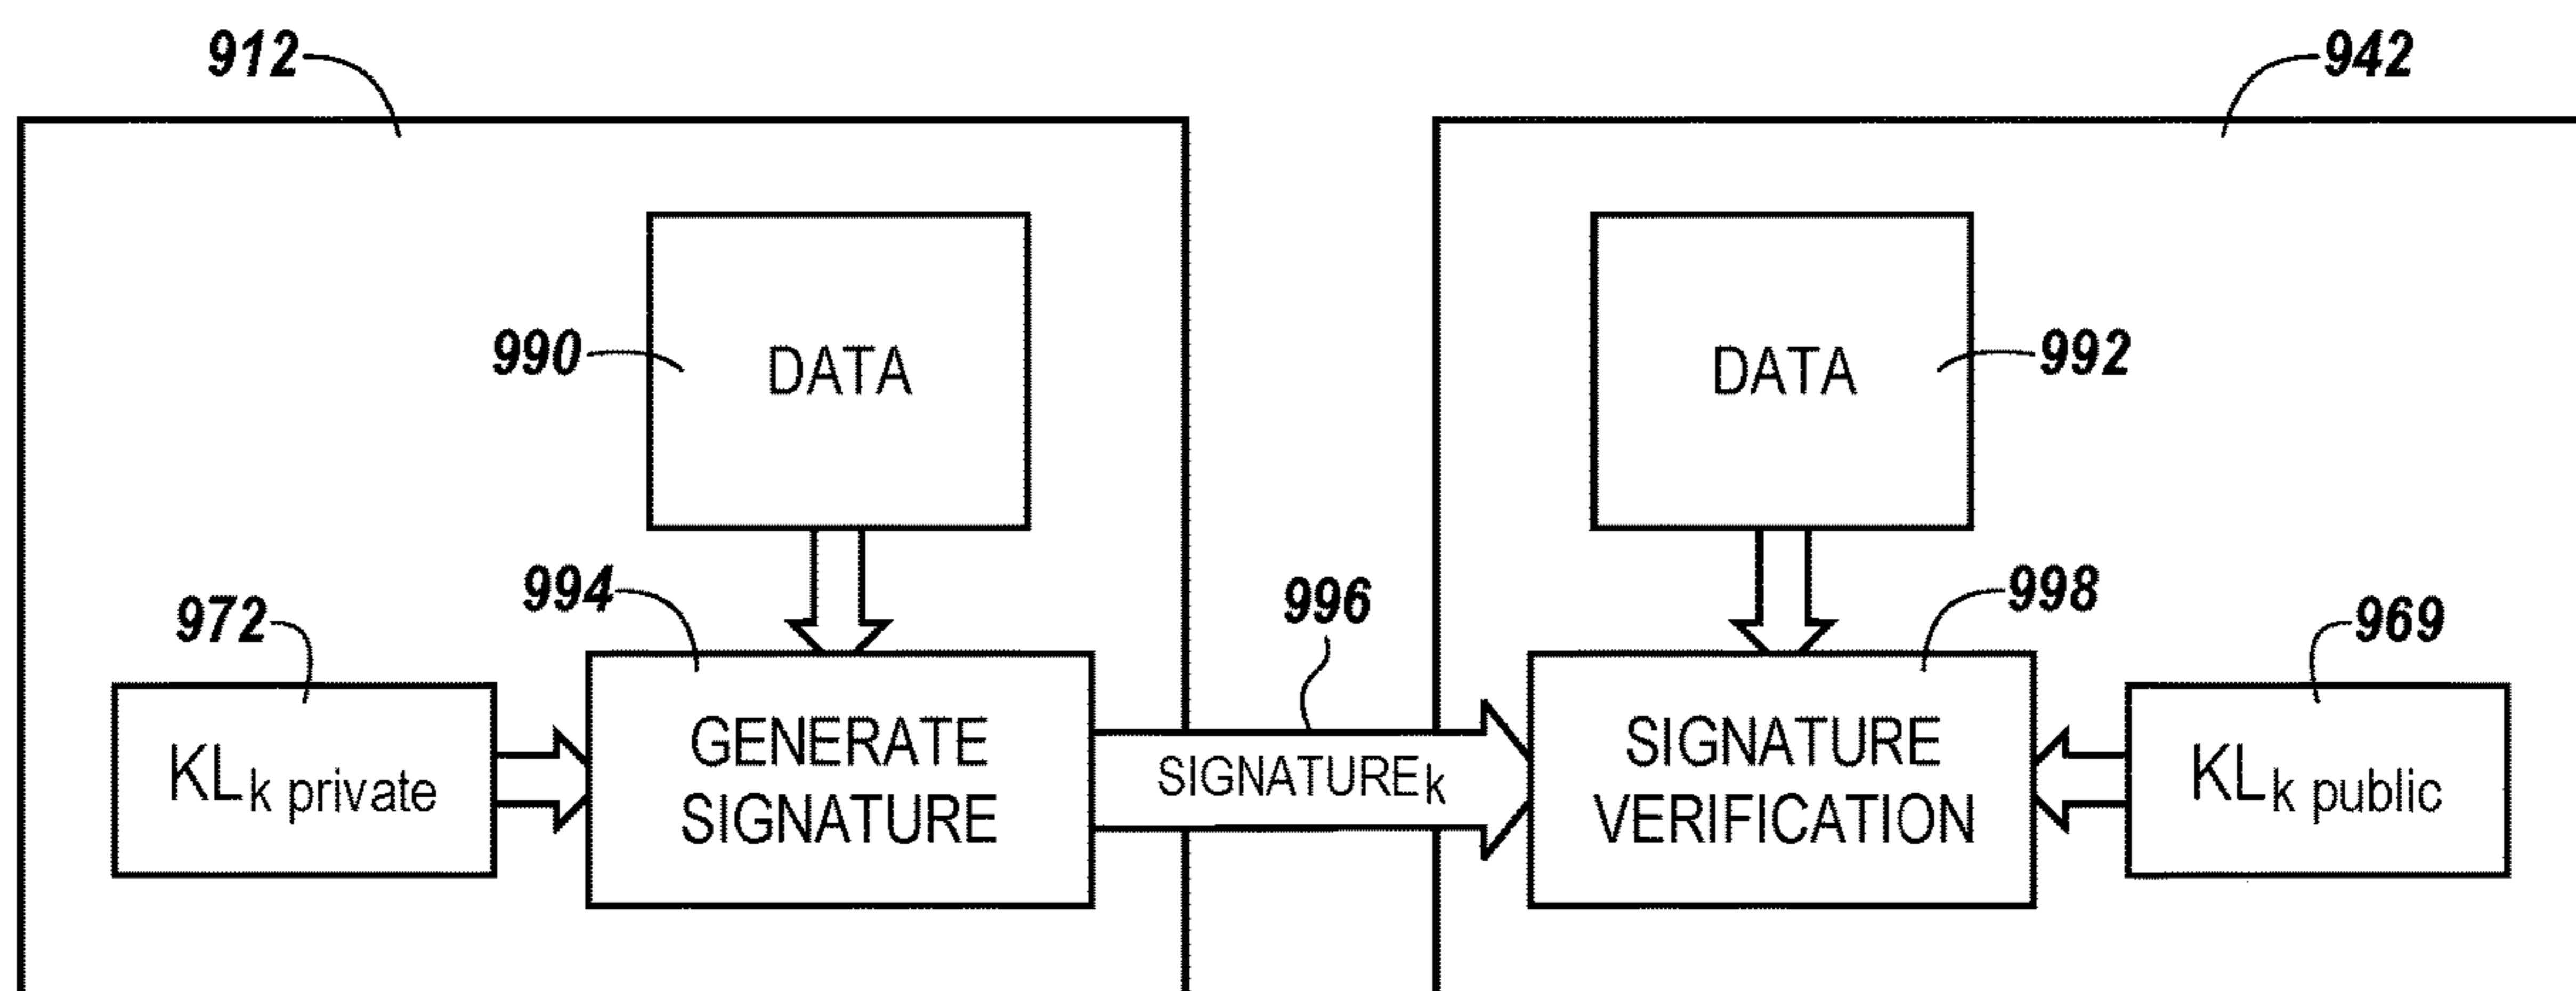 912
942
DATA
DATA
990
992
994
998
996
972
969
GENERATE
SIGNATURE
SIGNATURE
VERIFICATION
KLk private
SIGNATUREk
KLk public